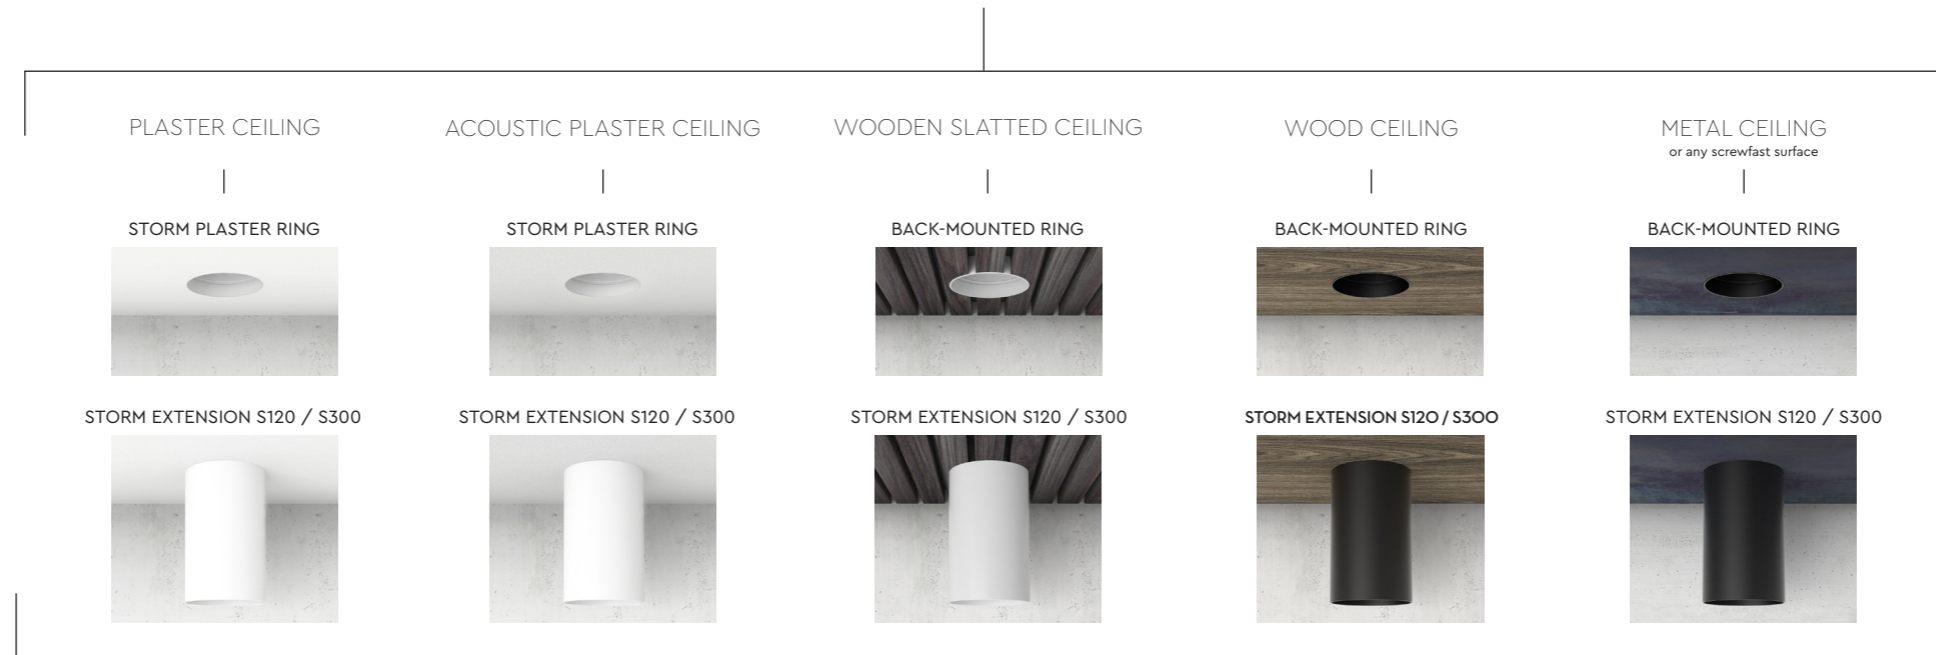 PLASTER CEILING
ACOUSTIC PLASTER CEILING
WOODEN SLATTED CEILING
WOOD CEILING
METAL CEILING
or any screwfast surface
STORM PLASTER RING
STORM PLASTER RING
BACK-MOUNTED RING
BACK-MOUNTED RING
BACK-MOUNTED RING
STORM EXTENSION S120 / S300
STORM EXTENSION S120 / S300
STORM EXTENSION S120 / S300
STORM EXTENSION S120 / S300
STORM EXTENSION S120 / S300